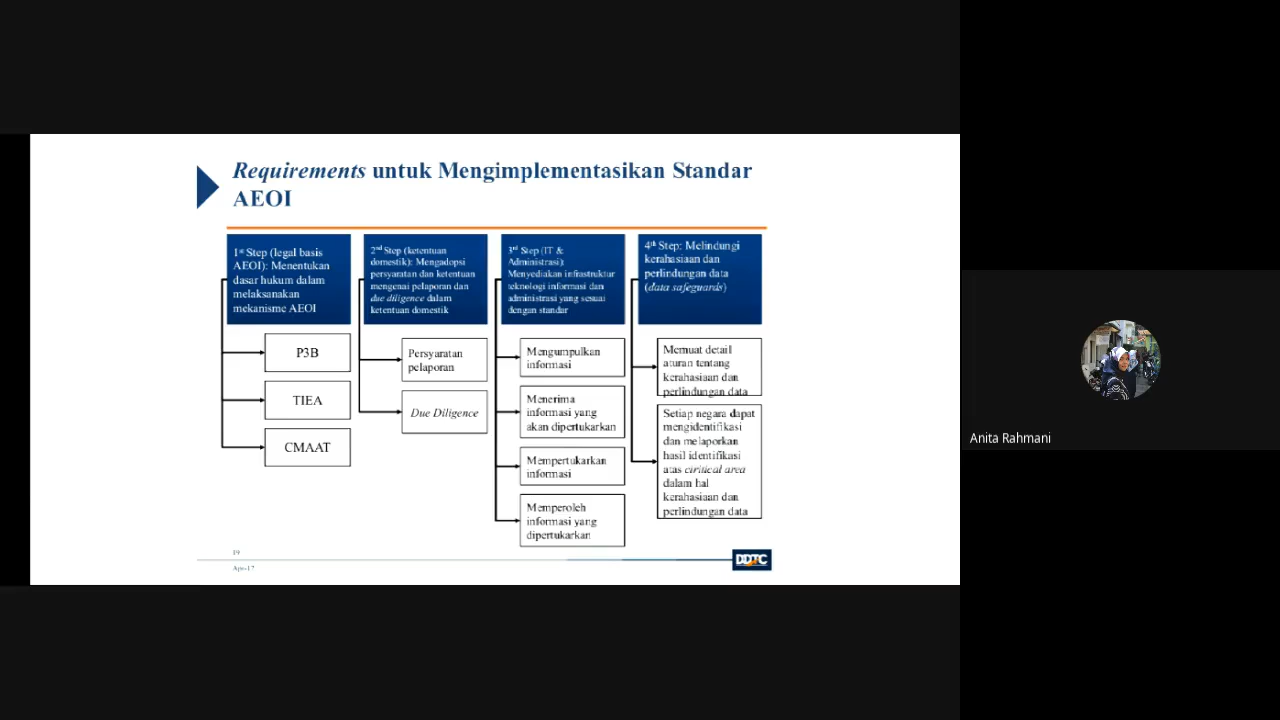 Requirements untuk Mengimplementasikan Standar
AEOI
1st Step (legal basis
AEOI): Menentukan
dasar hukum dalam
melaksanakan
mekanisme AEOI
P3B
TIEA
CMAAT
2nd Step (ketentuan
domestik): Mengadopsi
persyaratan dan ketentuan
mengenai pelaporan dan
due diligence dalam
ketentuan domestik
Persyaratan
pelaporan
Due Diligence
3rd Step (IT &
Administrasi):
Menyediakan infrastruktur
teknologi informasi dan
administrasi yang sesuai
dengan standar
Mengumpulkan
informasi
Menerima
informasi yang
akan dipertukarkan
Mempertukarkan
informasi
Memperoleh
informasi yang
dipertukarkan
4th Step: Melindungi
kerahasiaan dan
perlindungan data
(data safeguards)
Memuat detail
aturan tentang
kerahasiaan dan
perlindungan data
Setiap negara dapat
mengidentifikasi
dan melaporkan
hasil identifikasi
atas ciritical area
dalam hal
kerahasiaan dan
perlindungan data
19
Apr-17
DDTC
Anita Rahmani